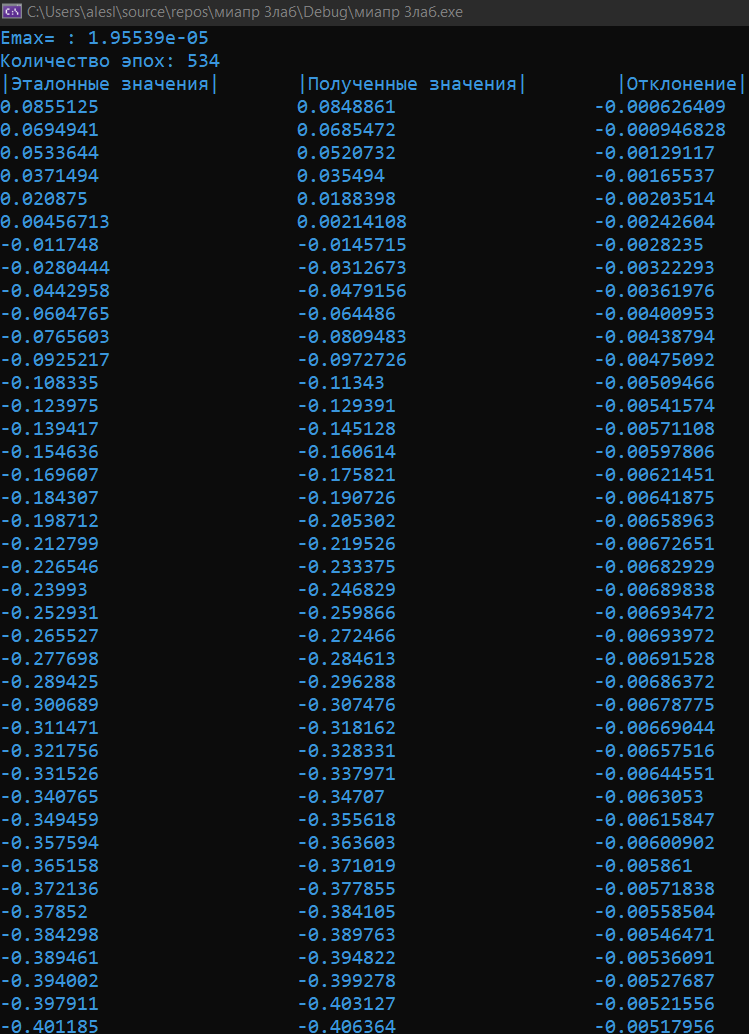 C:\Users\alesl\source\repos\миапр 3лаб\Debug\миапр 3лаб.exe
Emax= : 1.95539e-05
Количество эпох: 534
|Эталонные значения| |Полученные значения| |Отклонение|
0.0855125 0.0848861 -0.000626409
0.0694941 0.0685472 -0.000946828
0.0533644 0.0520732 -0.00129117
0.0371494 0.035494 -0.00165537
0.020875 0.0188398 -0.00203514
0.00456713 0.00214108 -0.00242604
-0.011748 -0.0145715 -0.0028235
-0.0280444 -0.0312673 -0.00322293
-0.0442958 -0.0479156 -0.00361976
-0.0604765 -0.064486 -0.00400953
-0.0765603 -0.0809483 -0.00438794
-0.0925217 -0.0972726 -0.00475092
-0.108335 -0.11343 -0.00509466
-0.123975 -0.129391 -0.00541574
-0.139417 -0.145128 -0.00571108
-0.154636 -0.160614 -0.00597806
-0.169607 -0.175821 -0.00621451
-0.184307 -0.190726 -0.00641875
-0.198712 -0.205302 -0.00658963
-0.212799 -0.219526 -0.00672651
-0.226546 -0.233375 -0.00682929
-0.23993 -0.246829 -0.00689838
-0.252931 -0.259866 -0.00693472
-0.265527 -0.272466 -0.00693972
-0.277698 -0.284613 -0.00691528
-0.289425 -0.296288 -0.00686372
-0.300689 -0.307476 -0.00678775
-0.311471 -0.318162 -0.00669044
-0.321756 -0.328331 -0.00657516
-0.331526 -0.337971 -0.00644551
-0.340765 -0.34707 -0.0063053
-0.349459 -0.355618 -0.00615847
-0.357594 -0.363603 -0.00600902
-0.365158 -0.371019 -0.005861
-0.372136 -0.377855 -0.00571838
-0.37852 -0.384105 -0.00558504
-0.384298 -0.389763 -0.00546471
-0.389461 -0.394822 -0.00536091
-0.394002 -0.399278 -0.00527687
-0.397911 -0.403127 -0.00521556
-0.401185 -0.406364 -0.00517956